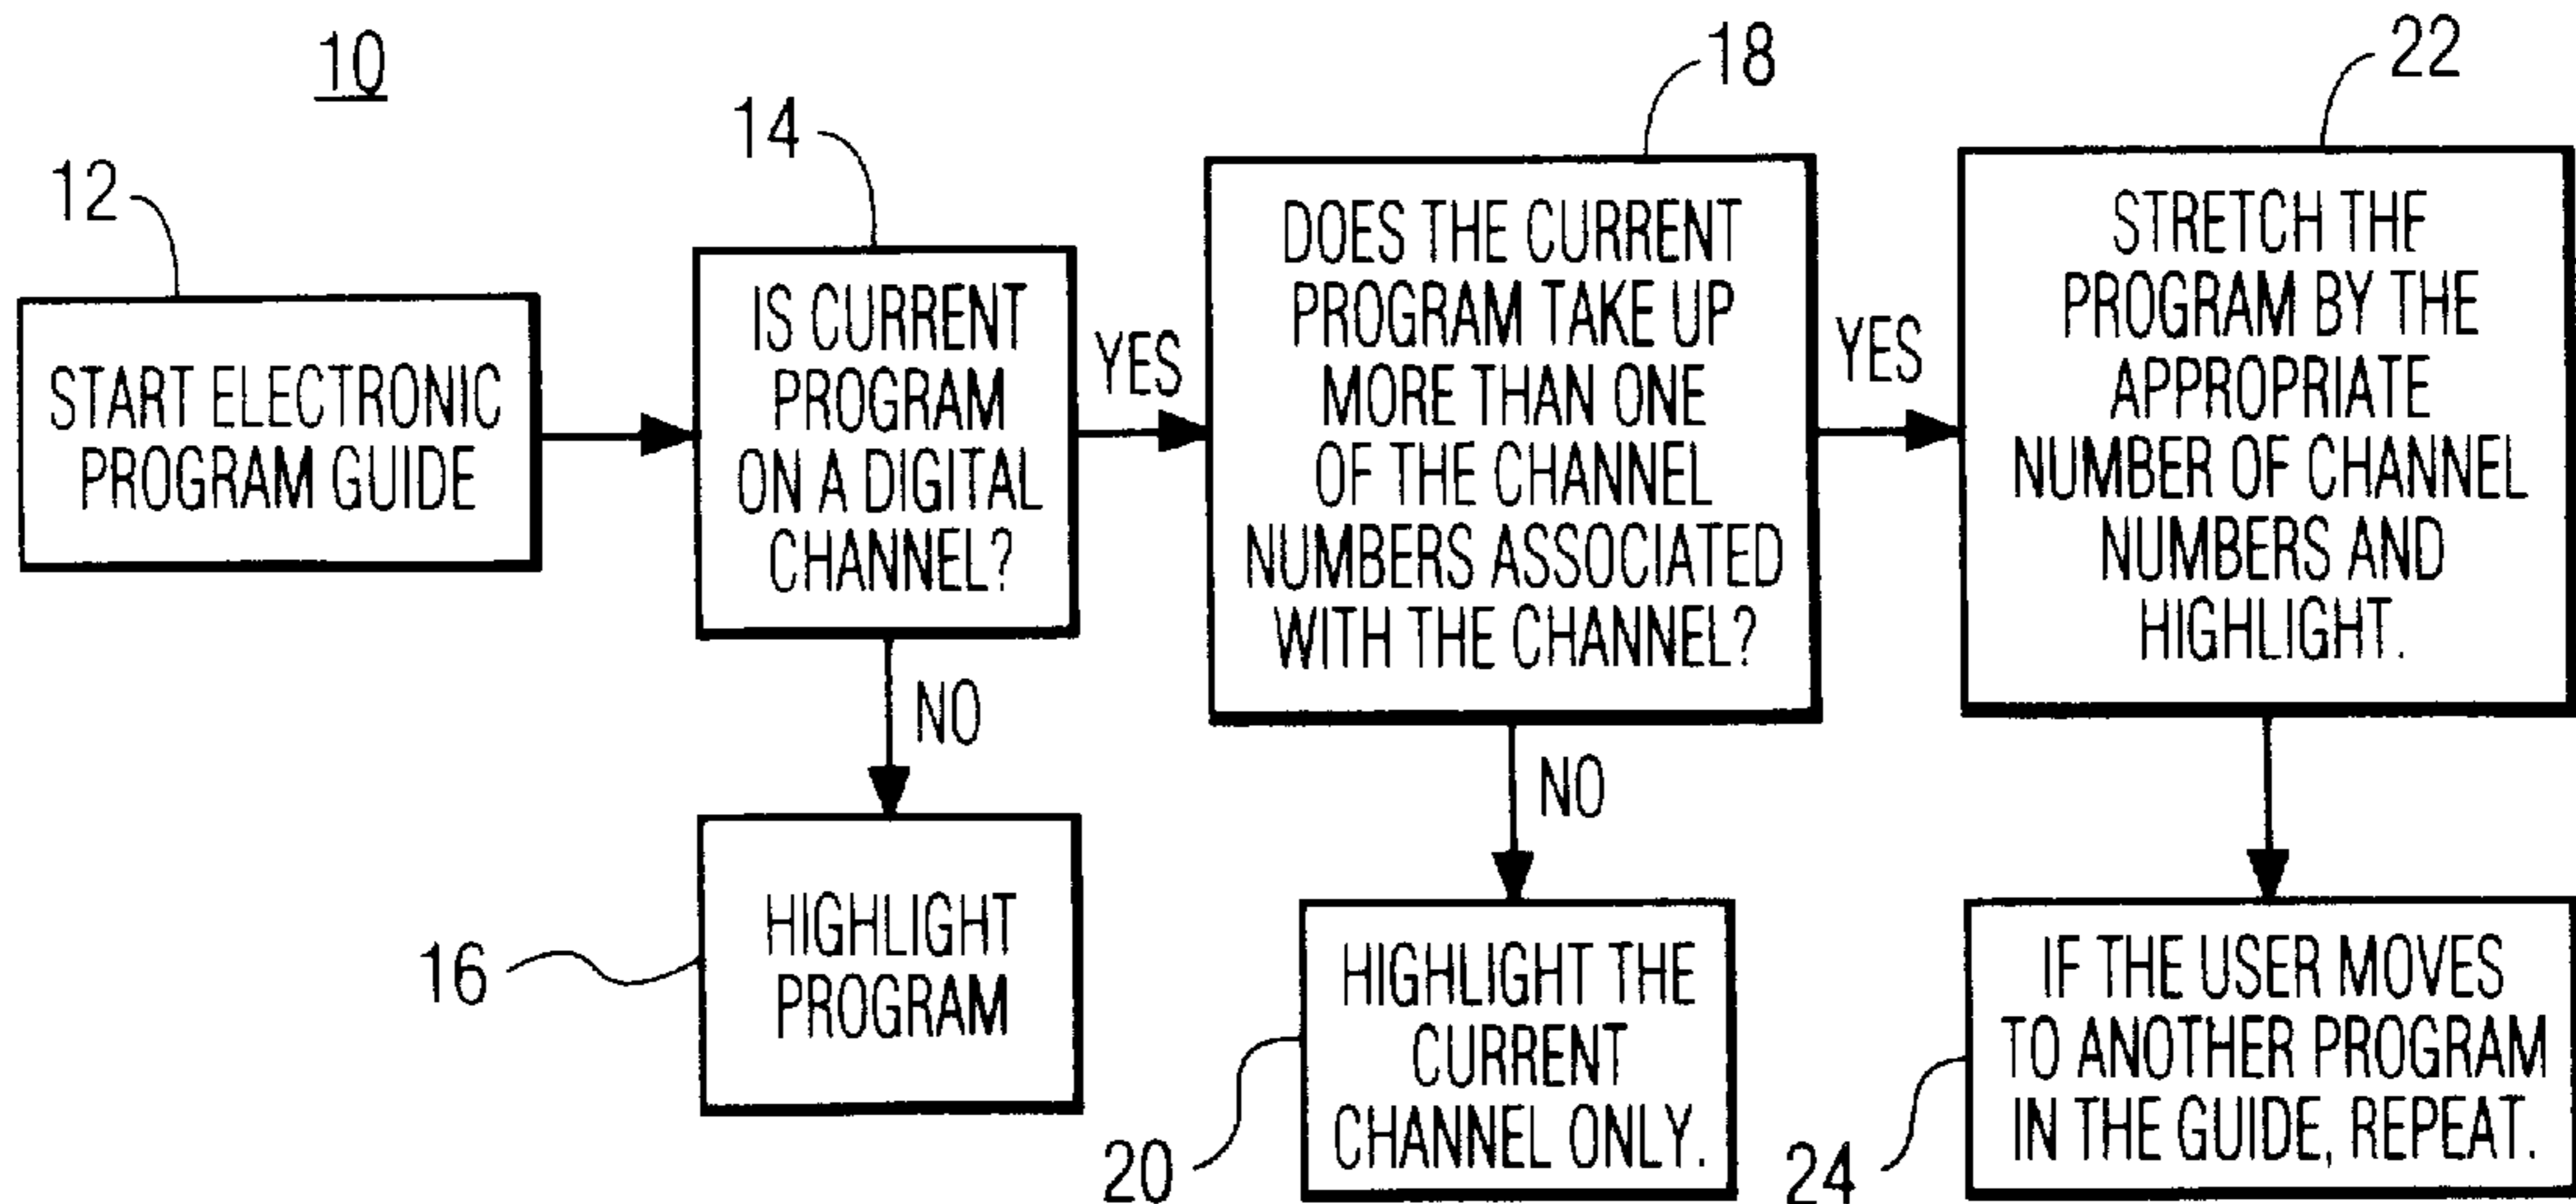 10
12
START ELECTRONIC
PROGRAM GUIDE
14
IS CURRENT
PROGRAM
ON A DIGITAL
CHANNEL?
YES
NO
16
HIGHLIGHT
PROGRAM
18
DOES THE CURRENT
PROGRAM TAKE UP
MORE THAN ONE
OF THE CHANNEL
NUMBERS ASSOCIATED
WITH THE CHANNEL?
YES
NO
20
HIGHLIGHT THE
CURRENT
CHANNEL ONLY.
22
STRETCH THE
PROGRAM BY THE
APPROPRIATE
NUMBER OF CHANNEL
NUMBERS AND
HIGHLIGHT.
24
IF THE USER MOVES
TO ANOTHER PROGRAM
IN THE GUIDE, REPEAT.